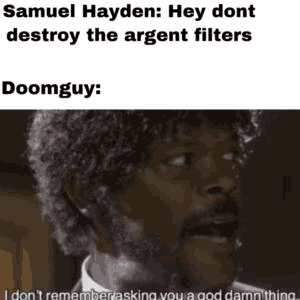 Samuel Hayden: Hey dont
destroy the argent filters
Doomguy:
I don't remember asking you a god damn thing